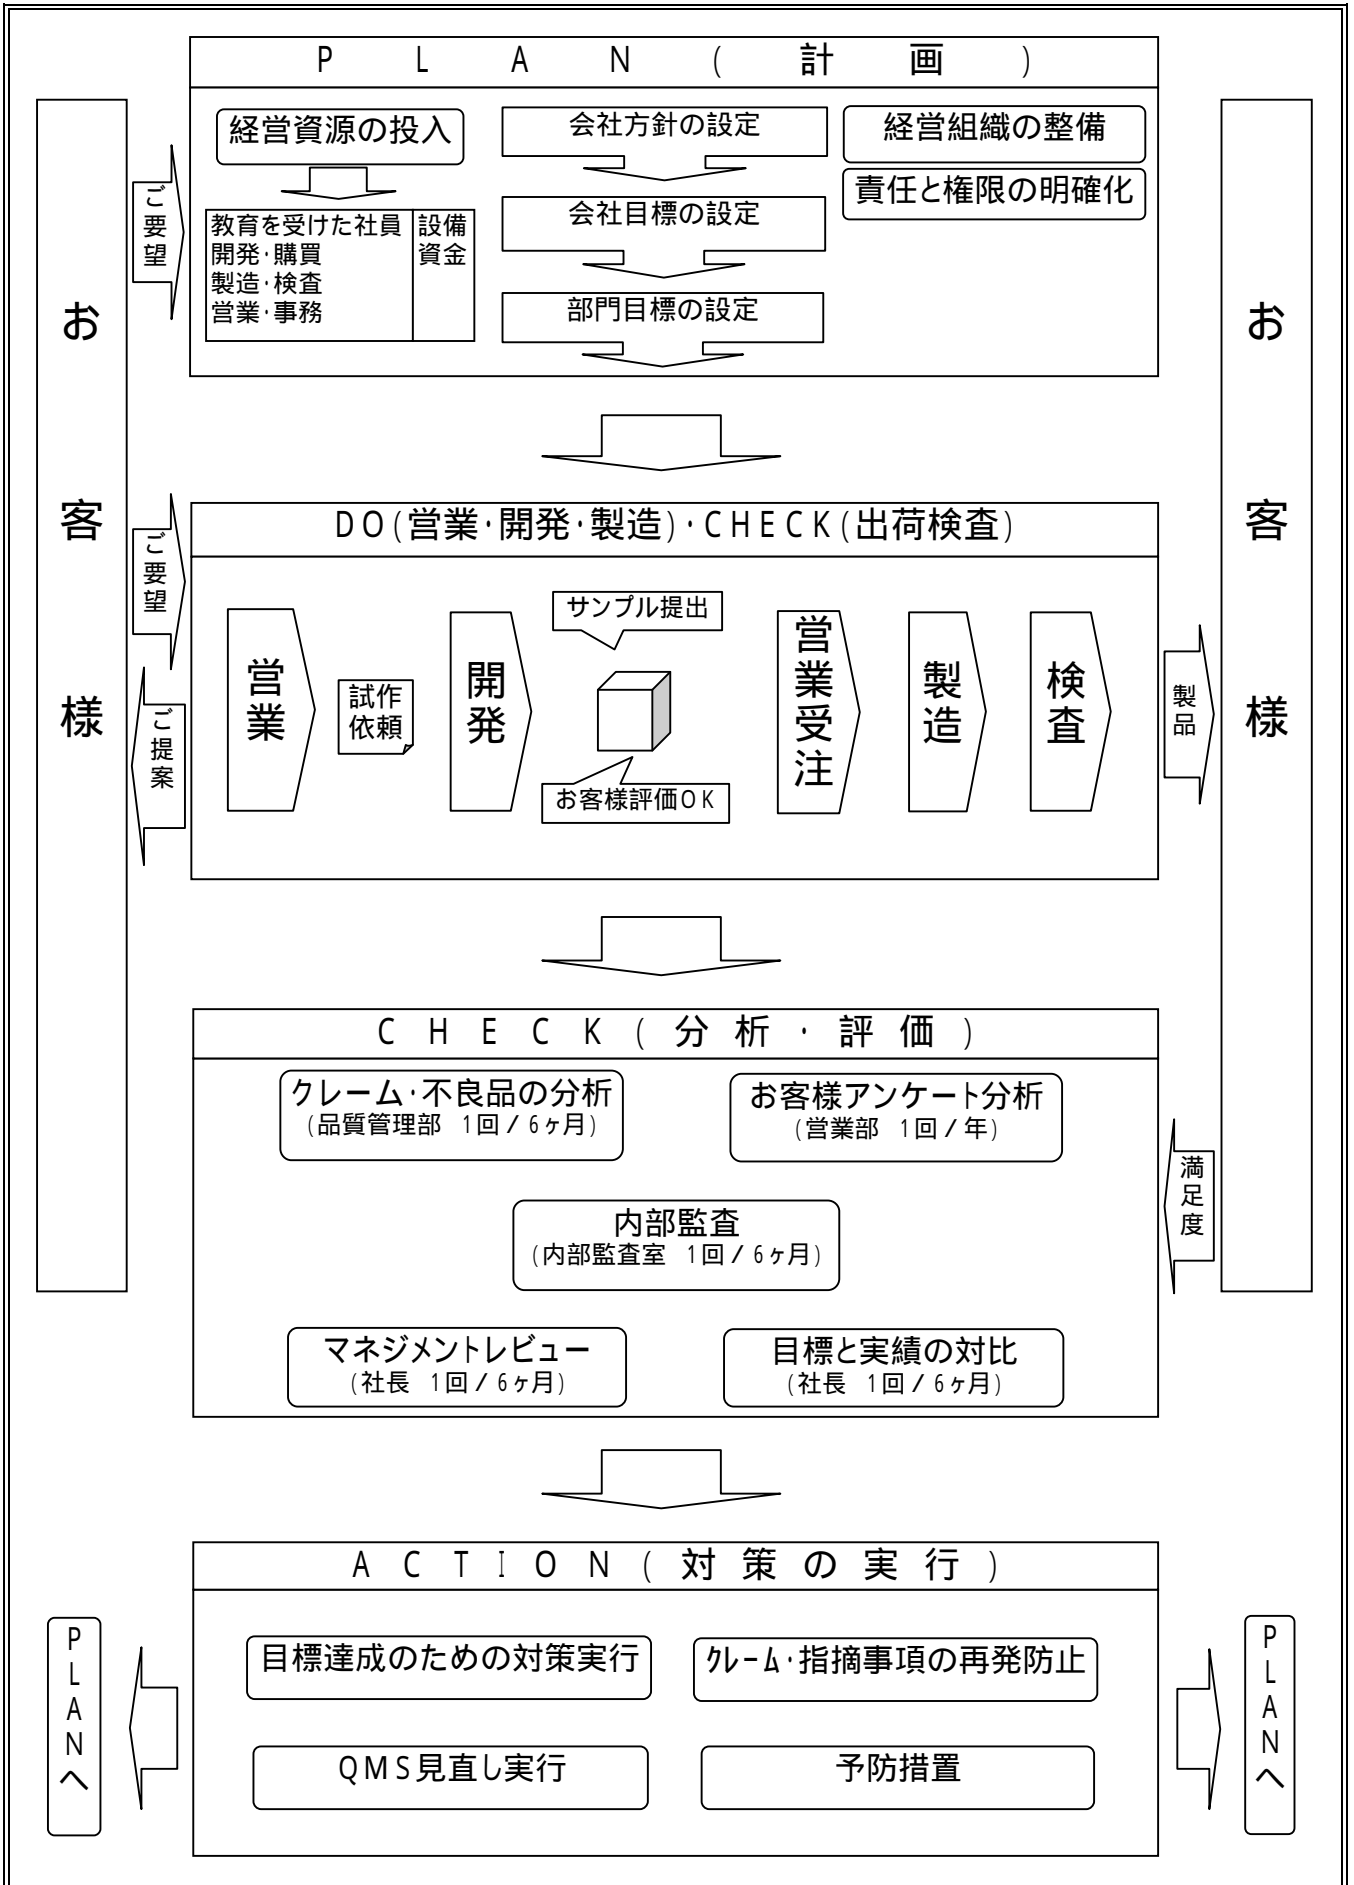 PLAN(計画)
お客様
ご要望
経営資源の投入
教育を受けた社員
開発・購買
製造・検査
営業・事務
設備
資金
会社方針の設定
会社目標の設定
部門目標の設定
経営組織の整備
責任と権限の明確化
お客様
DO(営業・開発・製造)・CHECK(出荷検査)
ご要望
ご提案
営業
試作
依頼
開発
サンプル提出
お客様評価OK
営業受注
製造
検査
製品
CHECK(分析・評価)
クレーム・不良品の分析
(品質管理部 1回/6ヶ月)
お客様アンケート分析
(営業部 1回/年)
内部監査
(内部監査室 1回/6ヶ月)
マネジメントレビュー
(社長 1回/6ヶ月)
目標と実績の対比
(社長 1回/6ヶ月)
満足度
ACTION(対策の実行)
PLANへ
目標達成のための対策実行
クレーム・指摘事項の再発防止
QMS見直し実行
予防措置
PLANへ